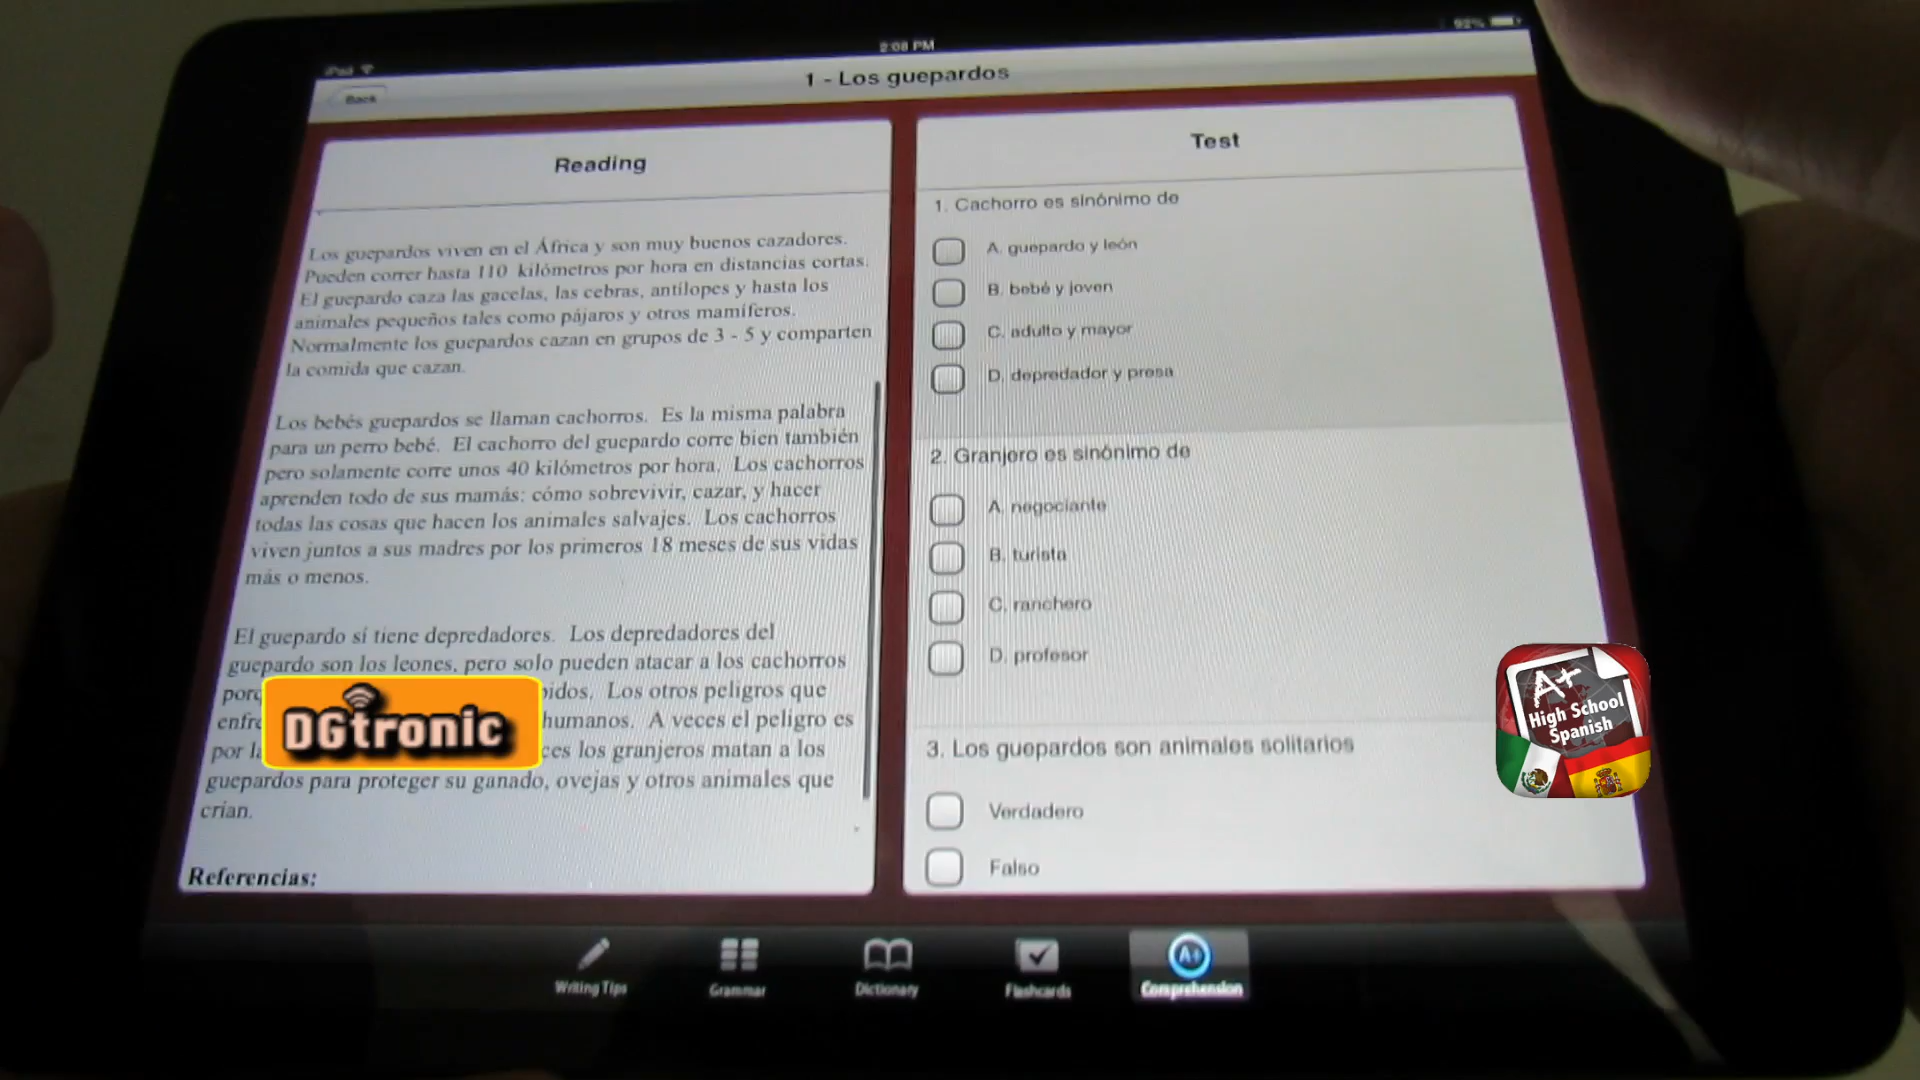 iPad
2:08 PM
92%
Back
1 - Los guepardos
Reading
Los guepardos viven en el África y son muy buenos cazadores.
Pueden correr hasta 110 kilómetros por hora en distancias cortas.
El guepardo caza las gacelas, las cebras, antílopes y hasta los
animales pequeños tales como pájaros y otros mamíferos.
Normalmente los guepardos cazan en grupos de 3 - 5 y comparten
la comida que cazan.
Los bebés guepardos se llaman cachorros. Es la misma palabra
para un perro bebé. El cachorro del guepardo corre bien también
pero solamente corre unos 40 kilómetros por hora. Los cachorros
aprenden todo de sus mamás: cómo sobrevivir, cazar, y hacer
todas las cosas que hacen los animales salvajes. Los cachorros
viven juntos a sus madres por los primeros 18 meses de sus vidas
más o menos.
El guepardo sí tiene depredadores. Los depredadores del
guepardo son los leones, pero solo pueden atacar a los cachorros
Los otros peligros que
humanos. A veces el peligro es
por los granjeros matan a los
guepardos para proteger su ganado, ovejas y otros animales que
crían.
Referencias:
DGtronic
Test
1. Cachorro es sinónimo de
A. guepardo y león
B. bebé y joven
C. adulto y mayor
D. depredador y presa
2. Granjero es sinónimo de
A. negociante
B. turista
C. ranchero
D. profesor
3. Los guepardos son animales solitarios
Verdadero
Falso
A+
High School
Spanish
Writing Tips
Grammar
Dictionary
Flashcards
A+
Comprehension